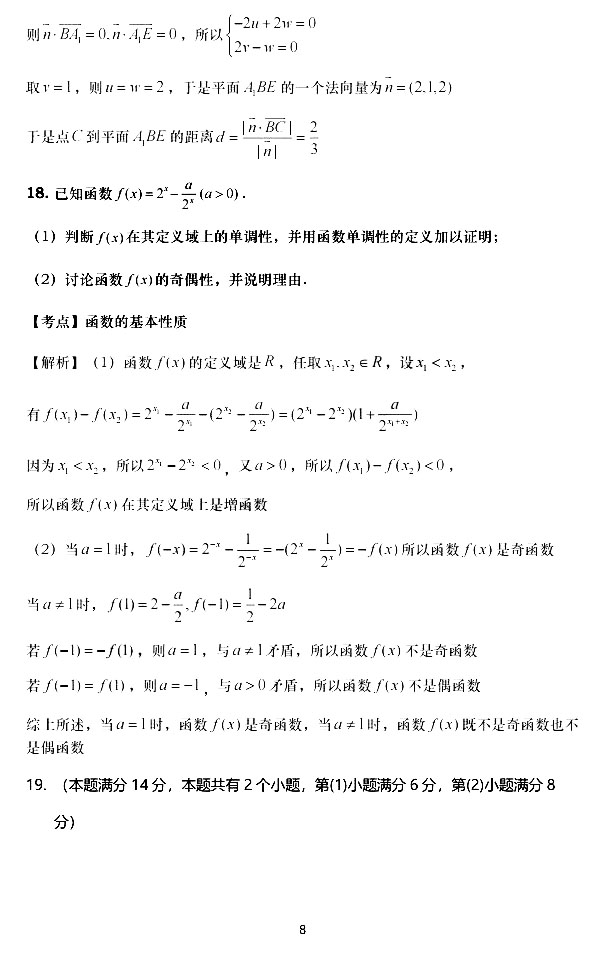 则 $\vec{n}\cdot\overrightarrow{BA_1}=0,\vec{n}\cdot\overrightarrow{A_1E}=0$，所以$\begin{cases}-2u+2w=0\\2v-w=0\end{cases}$
取 $v=1$，则 $u=w=2$，于是平面 $A_1BE$ 的一个法向量为 $\vec{n}=(2,1,2)$
于是点 $C$ 到平面 $A_1BE$ 的距离 $d=\dfrac{|\vec{n}\cdot\overrightarrow{BC}|}{|\vec{n}|}=\dfrac{2}{3}$
18. 已知函数 $f(x)=2^x-\dfrac{a}{2^x}(a>0)$．
（1）判断 $f(x)$ 在其定义域上的单调性，并用函数单调性的定义加以证明；
（2）讨论函数 $f(x)$ 的奇偶性，并说明理由．
【考点】函数的基本性质
【解析】（1）函数 $f(x)$ 的定义域是 $R$，任取 $x_1,x_2\in R$，设 $x_1<x_2$，
有 $f(x_1)-f(x_2)=2^{x_1}-\dfrac{a}{2^{x_1}}-(2^{x_2}-\dfrac{a}{2^{x_2}})=(2^{x_1}-2^{x_2})(1+\dfrac{a}{2^{x_1+x_2}})$
因为 $x_1<x_2$，所以 $2^{x_1}-2^{x_2}<0$，又 $a>0$，所以 $f(x_1)-f(x_2)<0$，
所以函数 $f(x)$ 在其定义域上是增函数
（2）当 $a=1$ 时，$f(-x)=2^{-x}-\dfrac{1}{2^{-x}}=-(2^x-\dfrac{1}{2^x})=-f(x)$ 所以函数 $f(x)$ 是奇函数
当 $a\neq1$ 时，$f(1)=2-\dfrac{a}{2},f(-1)=\dfrac{1}{2}-2a$
若 $f(-1)=-f(1)$，则 $a=1$，与 $a\neq1$ 矛盾，所以函数 $f(x)$ 不是奇函数
若 $f(-1)=f(1)$，则 $a=-1$，与 $a>0$ 矛盾，所以函数 $f(x)$ 不是偶函数
综上所述，当 $a=1$ 时，函数 $f(x)$ 是奇函数，当 $a\neq1$ 时，函数 $f(x)$ 既不是奇函数也不
是偶函数
19. （本题满分 14 分，本题共有 2 个小题，第(1)小题满分 6 分，第(2)小题满分 8
分）
8